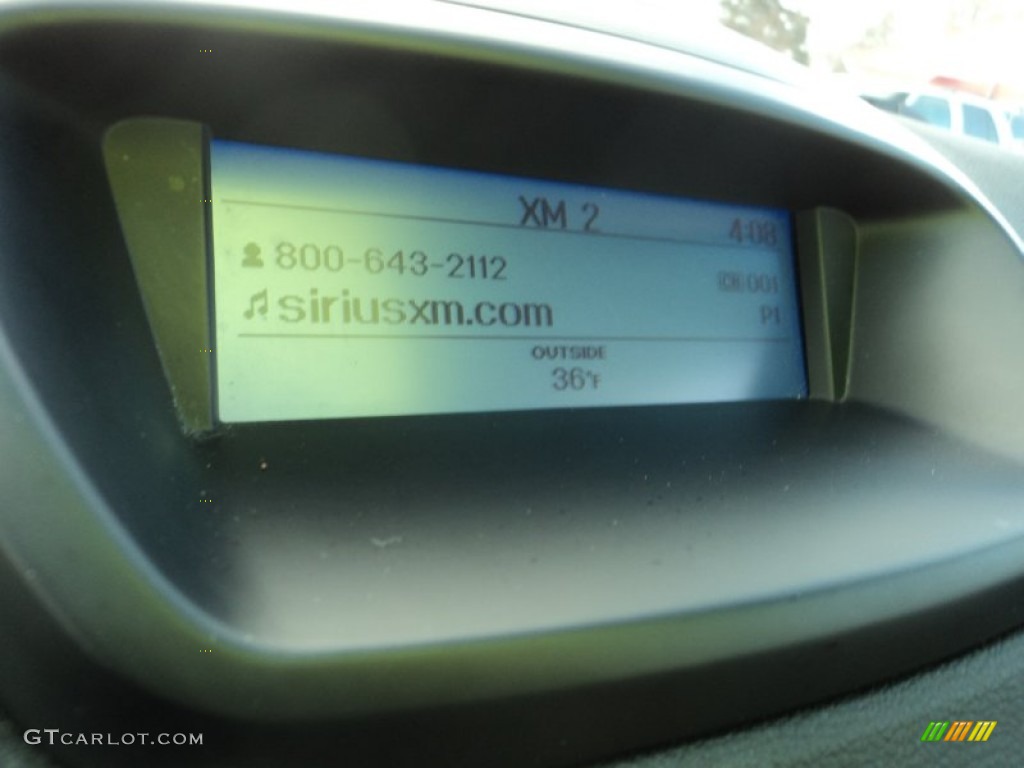 XM 2
4:08
800-643-2112
CH 001
siriusxm.com
P1
OUTSIDE
36°F
GTCARLOT.COM